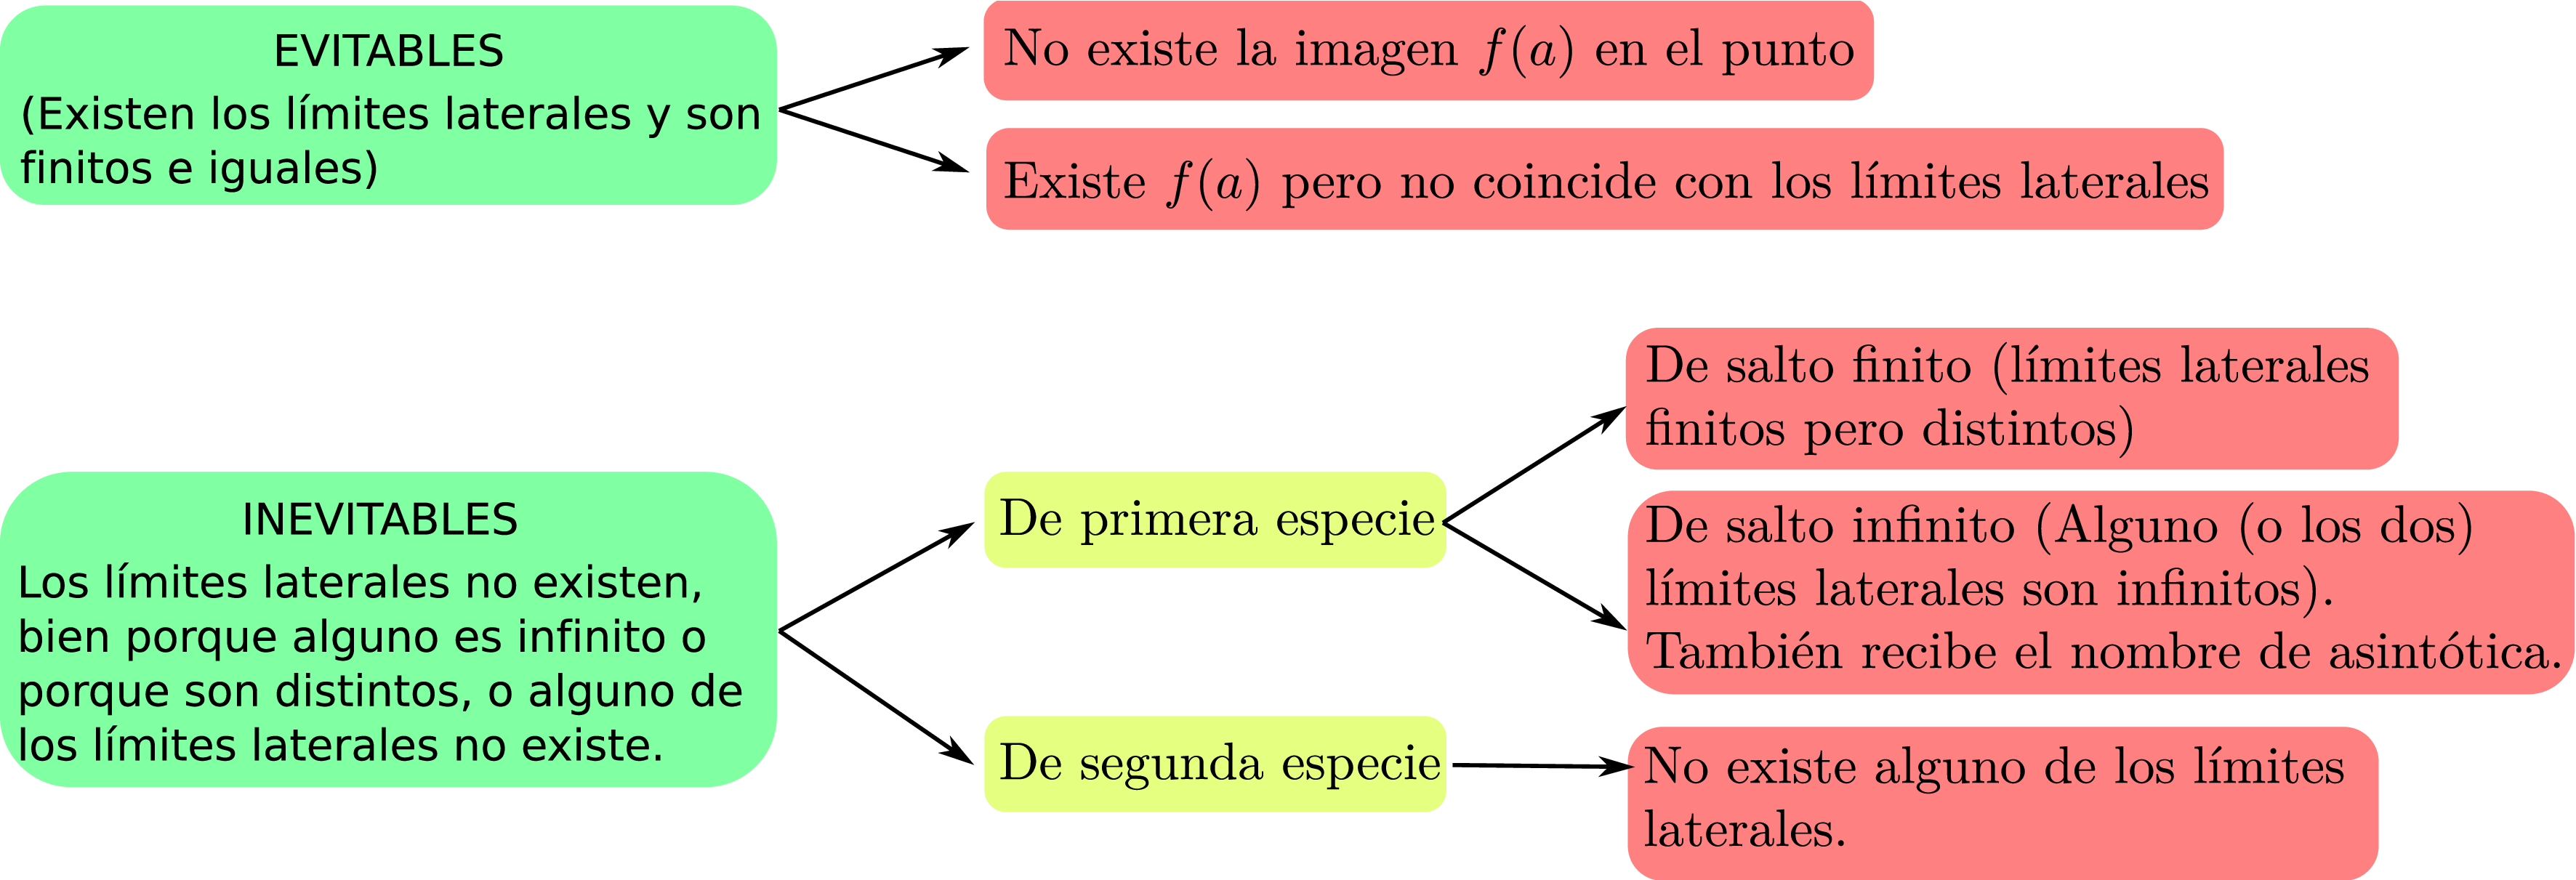 EVITABLES
(Existen los límites laterales y son
finitos e iguales)
No existe la imagen f(a) en el punto
Existe f(a) pero no coincide con los límites laterales
INEVITABLES
Los límites laterales no existen,
bien porque alguno es infinito o
porque son distintos, o alguno de
los límites laterales no existe.
De primera especie
De salto finito (límites laterales
finitos pero distintos)
De salto infinito (Alguno (o los dos)
límites laterales son infinitos).
También recibe el nombre de asintótica.
De segunda especie
No existe alguno de los límites
laterales.